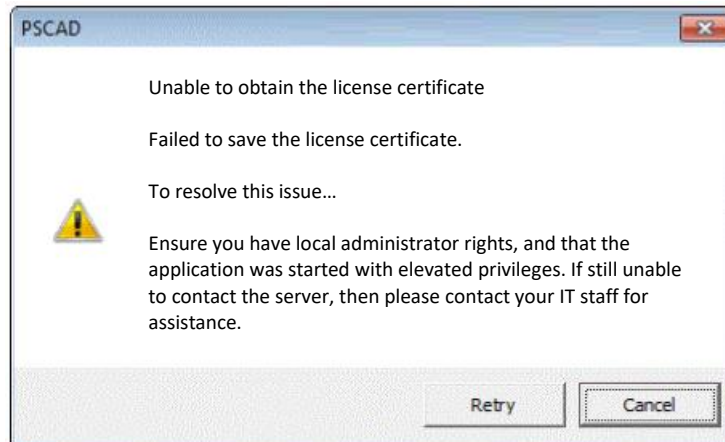 PSCAD
Unable to obtain the license certificate
Failed to save the license certificate.
To resolve this issue…
Ensure you have local administrator rights, and that the
application was started with elevated privileges. If still unable
to contact the server, then please contact your IT staff for
assistance.
Retry
Cancel